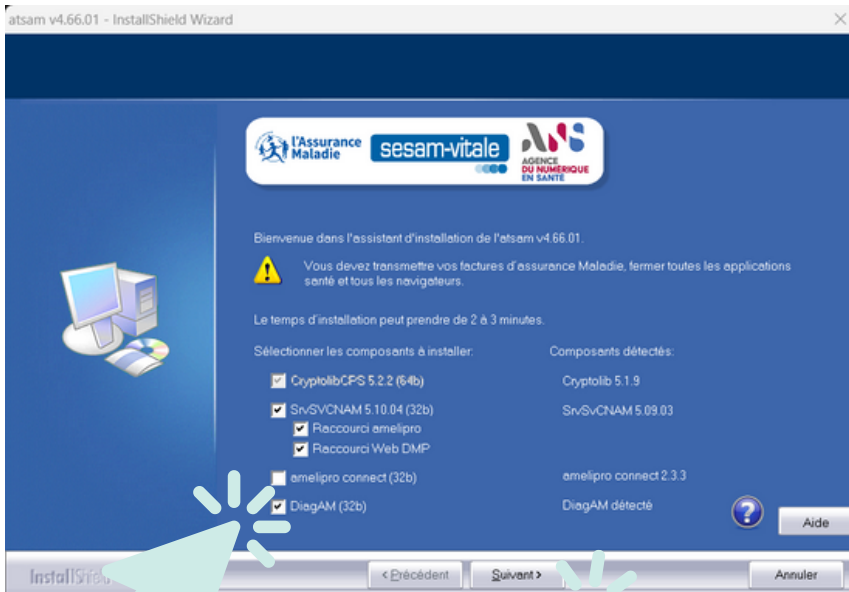 atsam v4.66.01 - InstallShield Wizard
l'Assurance
Maladie
sesam-vitale
ANS
AGENCE
DU NUMÉRIQUE
EN SANTÉ
Bienvenue dans l'assistant d'installation de l'atsam v4.66.01.
Vous devez transmettre vos factures d'assurance Maladie, fermer toutes les applications
santé et tous les navigateurs.
Le temps d'installation peut prendre de 2 à 3 minutes.
Sélectionner les composants à installer: Composants détectés:
CryptolibCPS 5.2.2 (64b) Cryptolib 5.1.9
SrvSVCNAM 5.10.04 (32b) SrvSvCNAM 5.09.03
Raccourci amelipro
Raccourci Web DMP
amelipro connect (32b) amelipro connect 2.3.3
DiagAM (32b) DiagAM détecté
Aide
InstallShield
< Précédent Suivant > Annuler